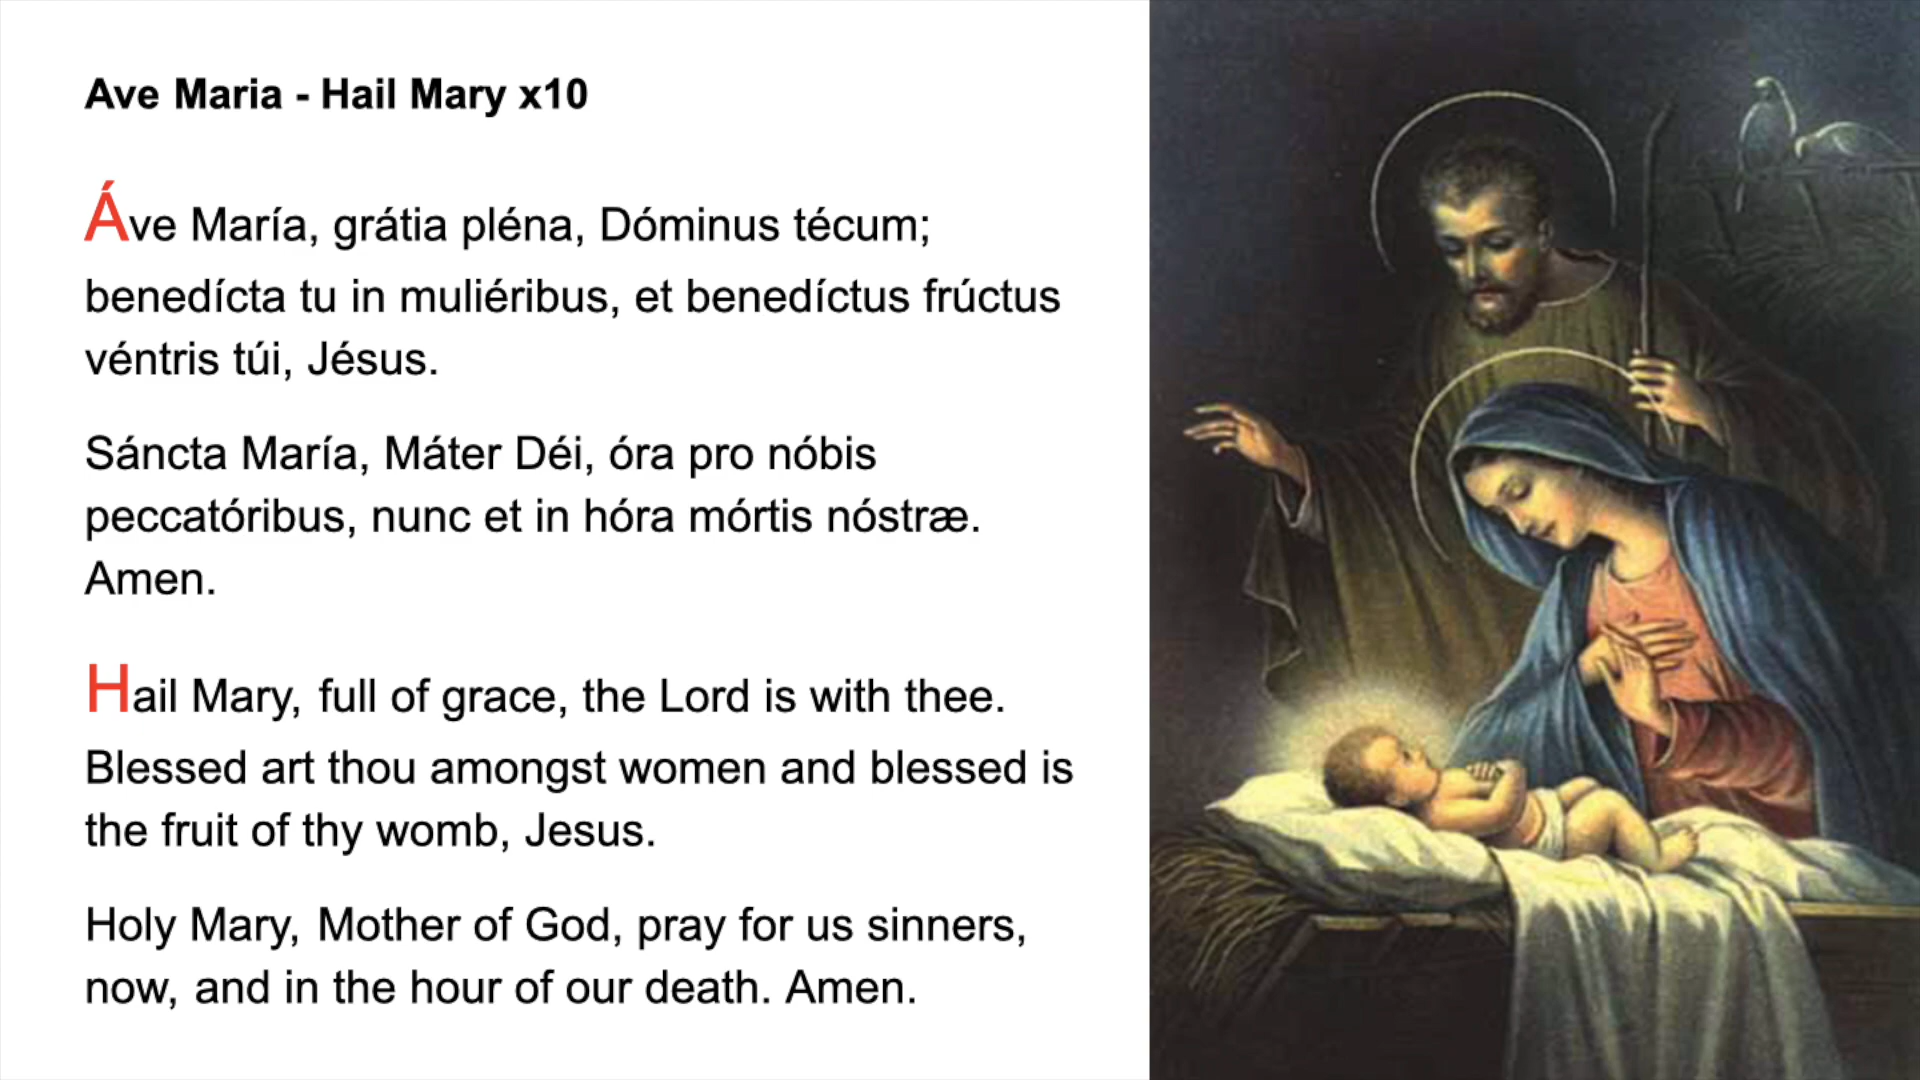 Ave Maria - Hail Mary x10
Áve María, grátia pléna, Dóminus técum;
benedícta tu in muliéribus, et benedíctus frúctus
véntris túi, Jésus.
Sáncta María, Máter Déi, óra pro nóbis
peccatóribus, nunc et in hóra mórtis nóstræ.
Amen.
Hail Mary, full of grace, the Lord is with thee.
Blessed art thou amongst women and blessed is
the fruit of thy womb, Jesus.
Holy Mary, Mother of God, pray for us sinners,
now, and in the hour of our death. Amen.